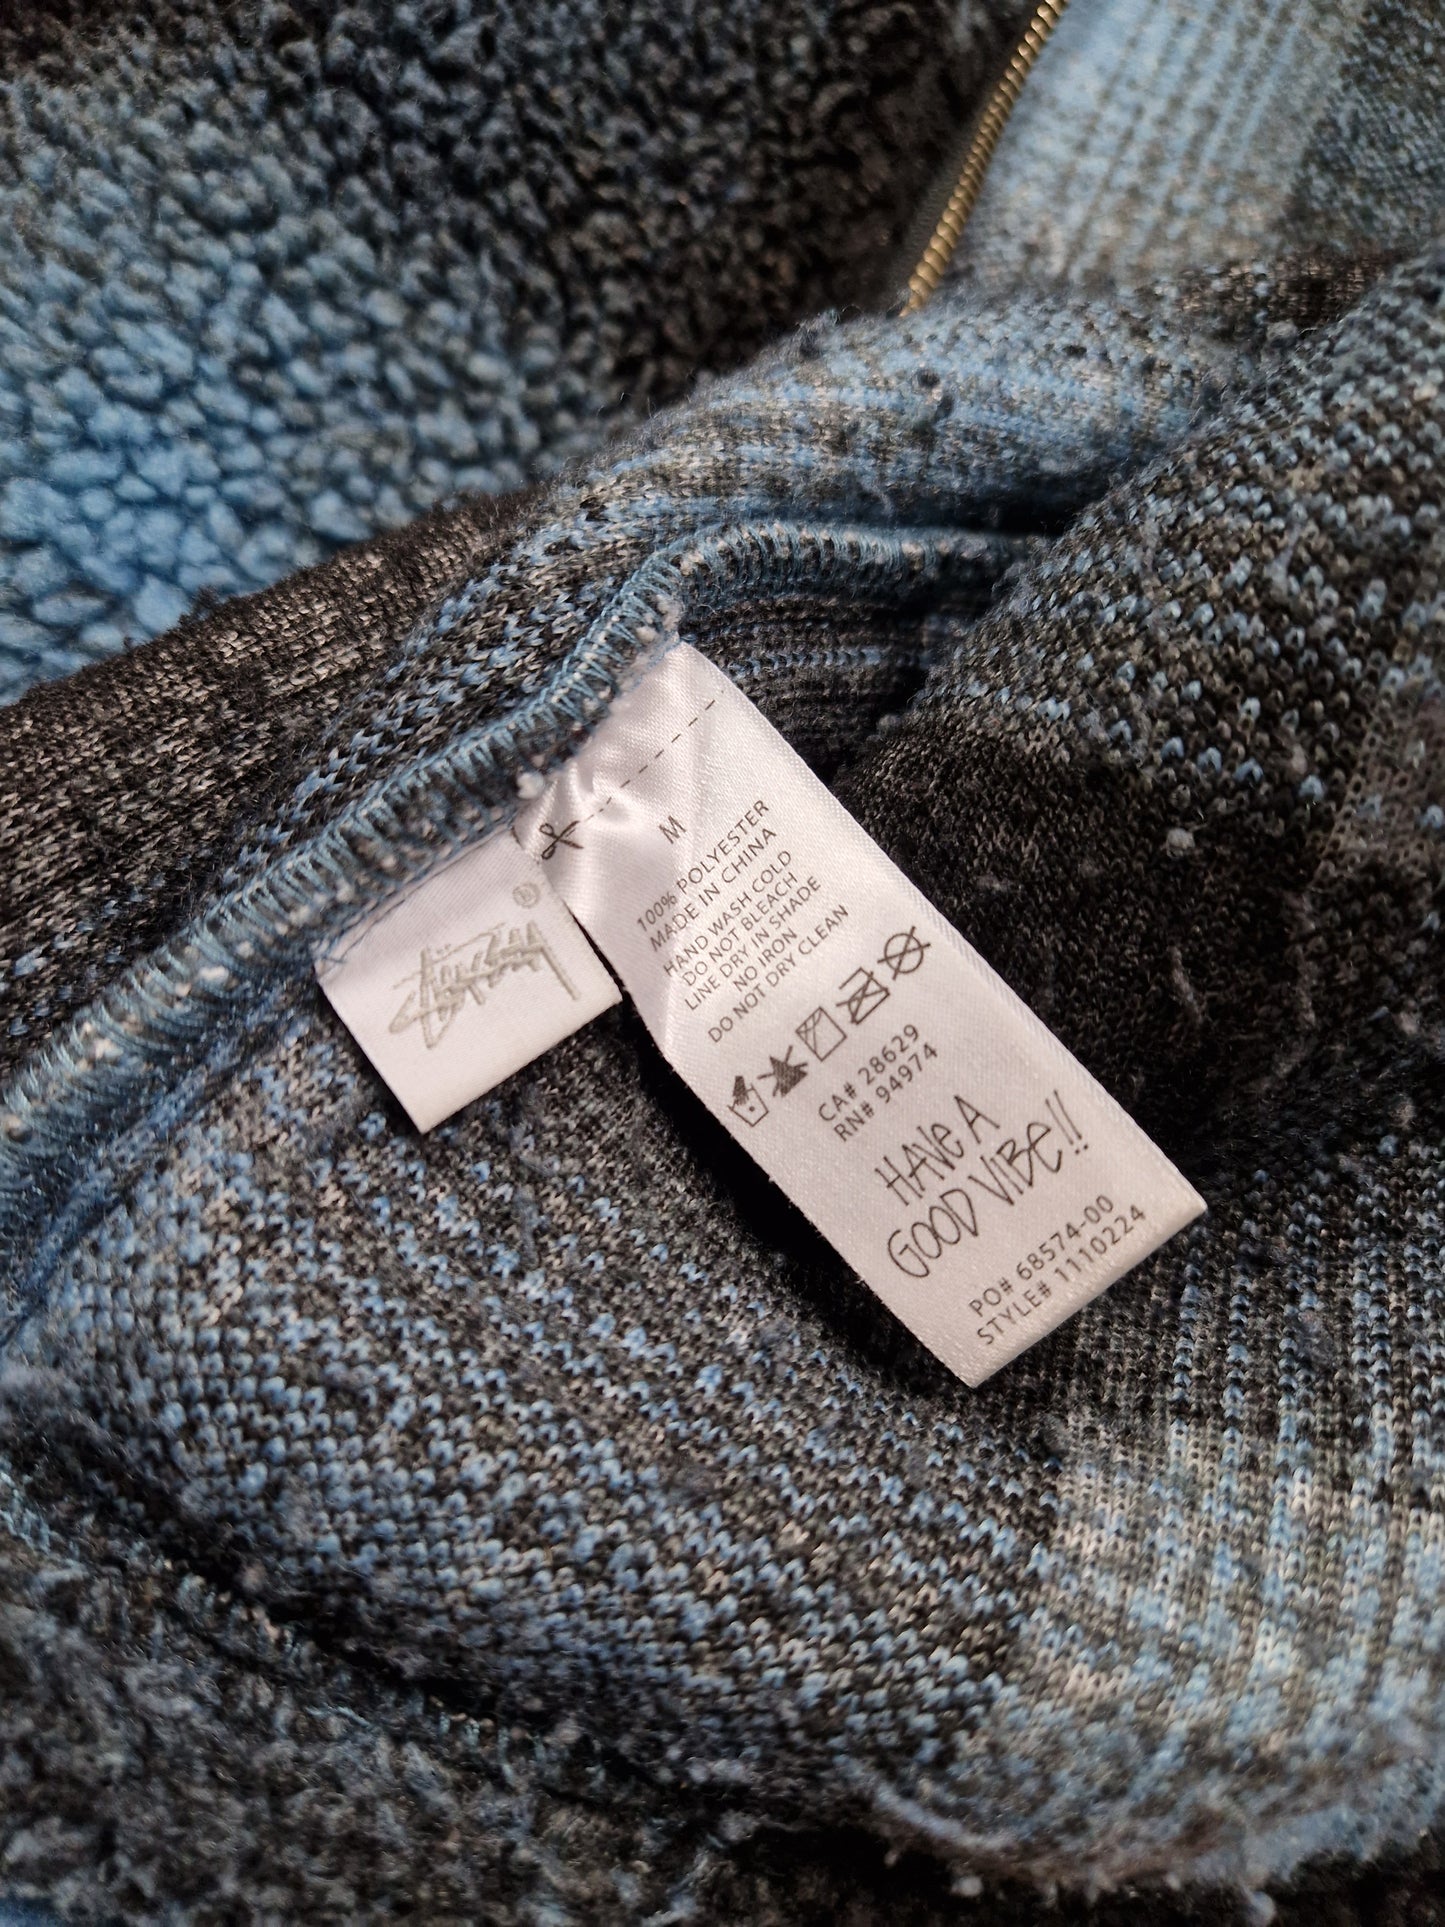 Stüssy ®
M
100% POLYESTER
MADE IN CHINA
HAND WASH COLD
DO NOT BLEACH
LINE DRY IN SHADE
NO IRON
DO NOT DRY CLEAN
CA# 28629
RN# 94974
HAVE A
GOOD VIBE!!
PO# 68574-00
STYLE# 1110224